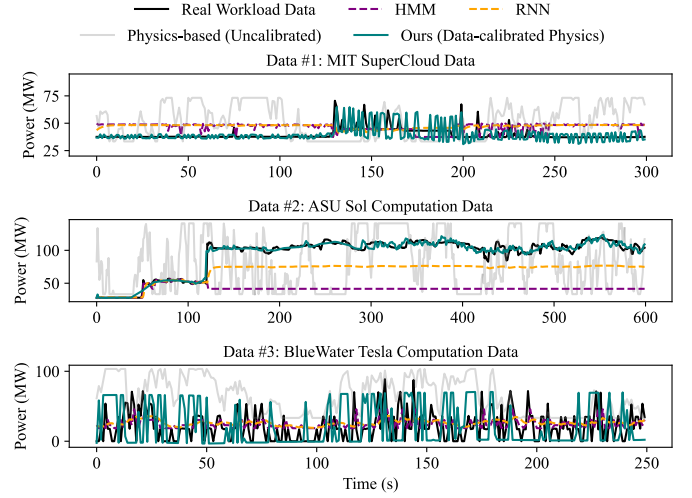 Real Workload Data HMM RNN
Physics-based (Uncalibrated) Ours (Data-calibrated Physics)
Data #1: MIT SuperCloud Data
Power (MW)
75
50
25
0 50 100 150 200 250 300
Data #2: ASU Sol Computation Data
Power (MW)
100
50
0 100 200 300 400 500 600
Data #3: BlueWater Tesla Computation Data
Power (MW)
100
0
0 50 100 150 200 250
Time (s)